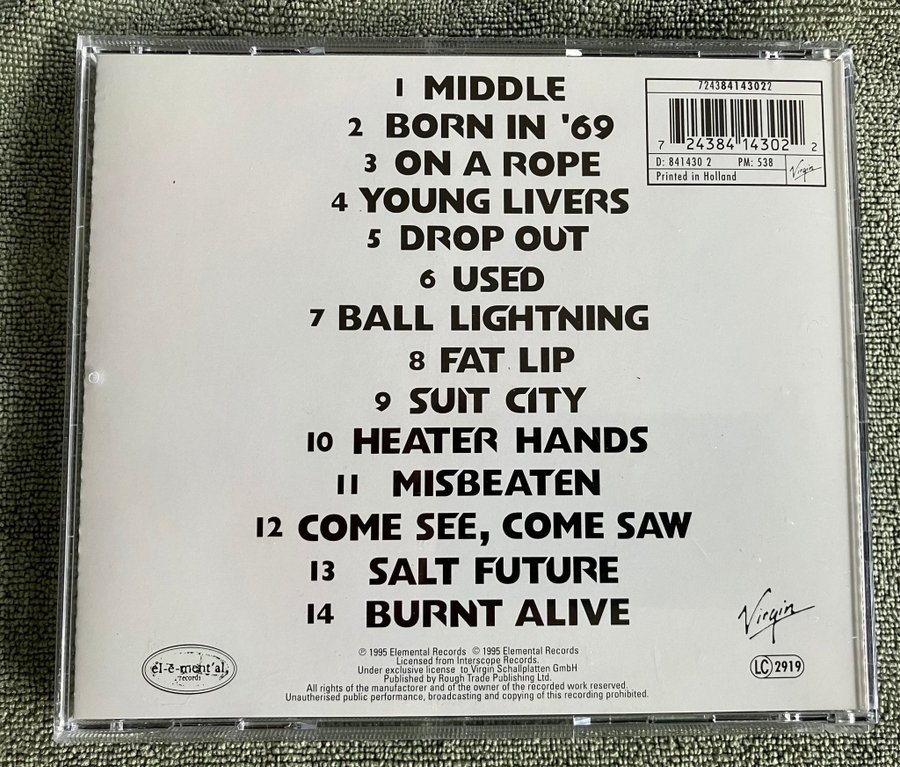 1 MIDDLE
2 BORN IN '69
3 ON A ROPE
4 YOUNG LIVERS
5 DROP OUT
6 USED
7 BALL LIGHTNING
8 FAT LIP
9 SUIT CITY
10 HEATER HANDS
11 MISBEATEN
12 COME SEE, COME SAW
13 SALT FUTURE
14 BURNT ALIVE
724384143022
7 24384 14302 2
D: 841430 2 PM: 538
Printed in Holland
Virgin
el-e-ment'al
records
℗ 1995 Elemental Records © 1995 Elemental Records
Licensed from Interscope Records.
Under exclusive license to Virgin Schallplatten GmbH
Published by Rough Trade Publishing Ltd.
All rights of the manufactorer and of the owner of the recorded work reserved.
Unautherised public performance, broadcasting and copying of this recording prohibited.
Virgin
LC 2919